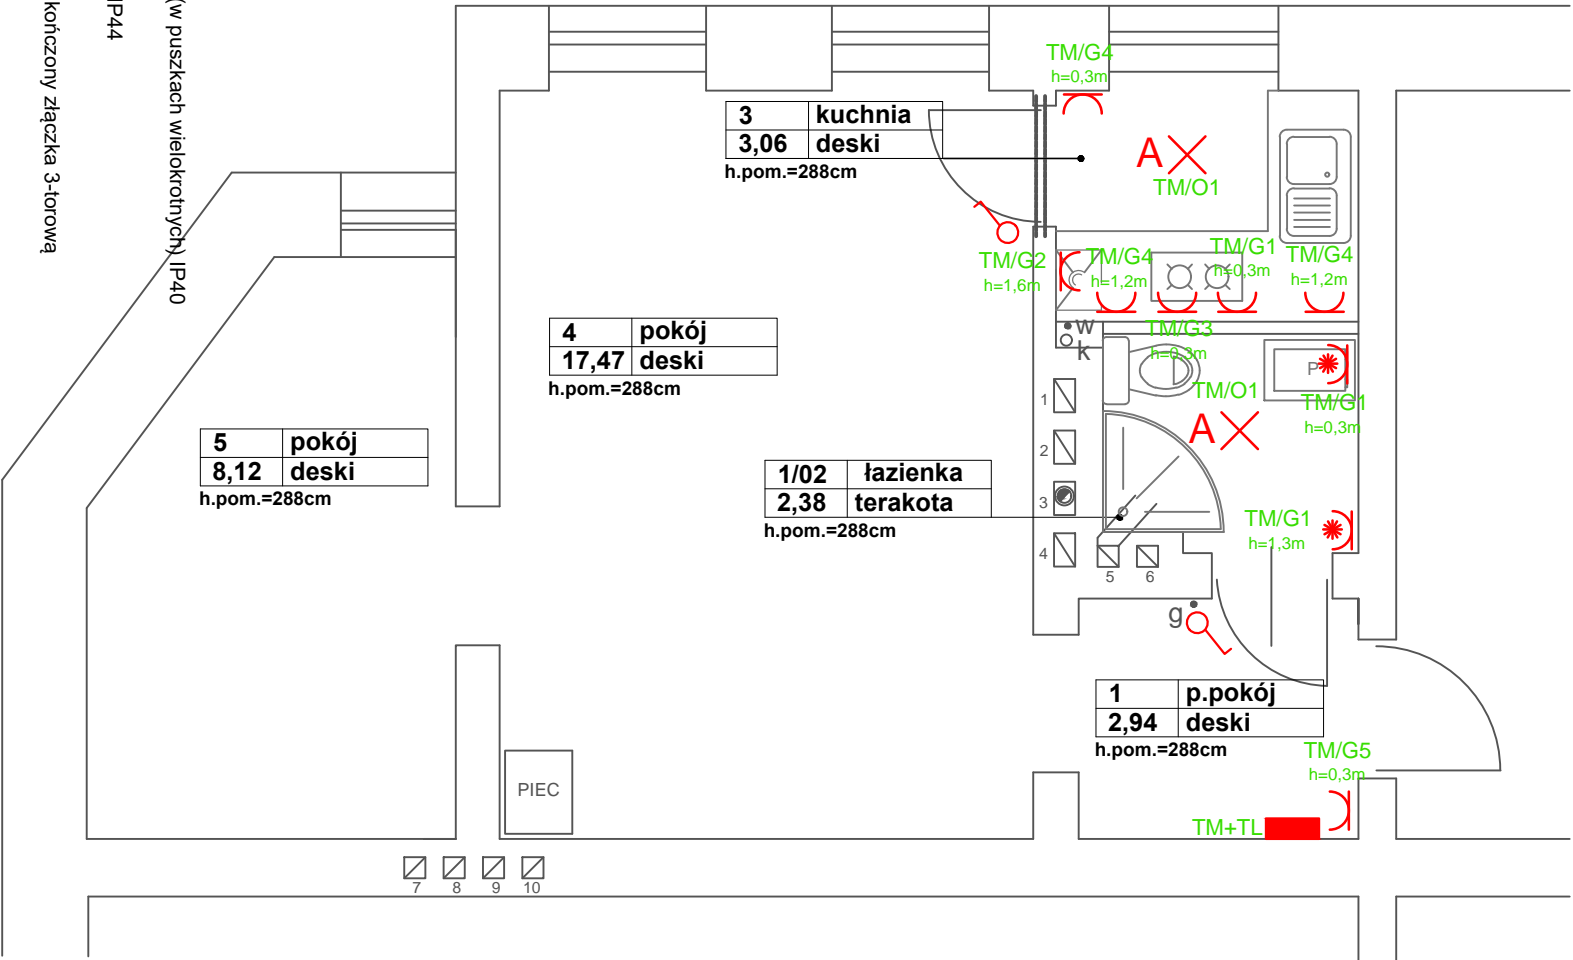 (w puszkach wielokrotnych) IP40
IP44
kończony złączka 3-torową
TM/G4
h=0,3m
3 kuchnia
3,06 deski
h.pom.=288cm
A
TM/O1
TM/G2
h=1,6m
TM/G4
h=1,2m
TM/G1
h=0,3m
TM/G4
h=1,2m
w
k
TM/G3
h=0,3m
4 pokój
17,47 deski
h.pom.=288cm
P
TM/O1
TM/G1
h=0,3m
A
1
2
3
4
5
6
5 pokój
8,12 deski
h.pom.=288cm
1/02 łazienka
2,38 terakota
h.pom.=288cm
TM/G1
h=1,3m
g
1 p.pokój
2,94 deski
h.pom.=288cm
TM/G5
h=0,3m
PIEC
TM+TL
7
8
9
10